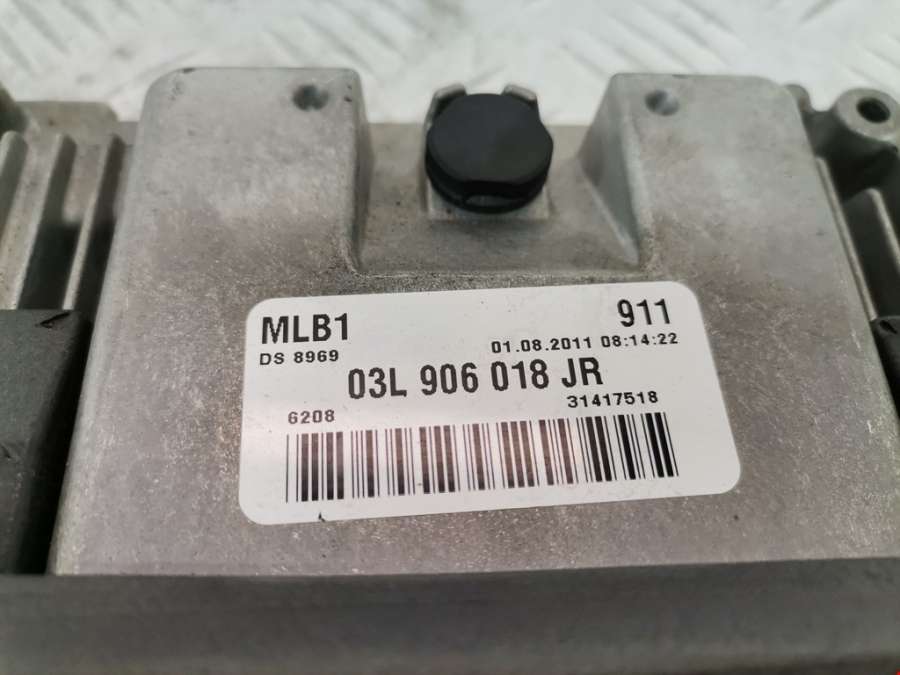 MLB1 911
DS 8969 01.08.2011 08:14:22
03L 906 018 JR
6208 31417518